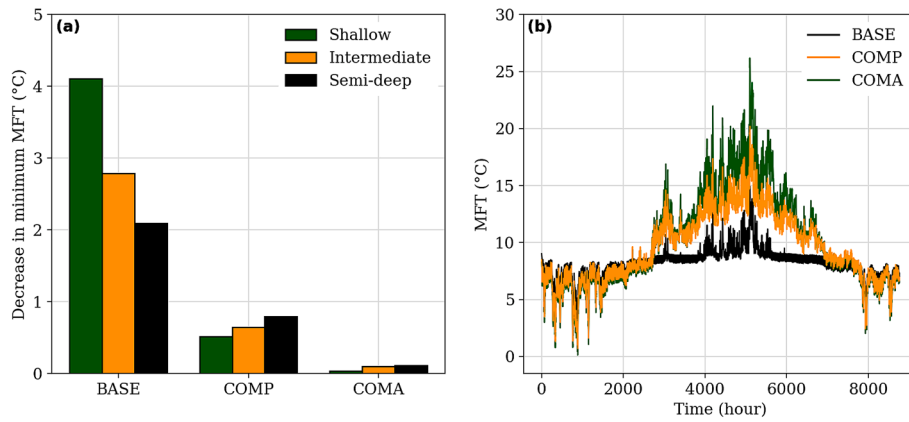 (a)
Shallow
Intermediate
Semi-deep
Decrease in minimum MFT (°C)
5
4
3
2
1
0
BASE COMP COMA
(b)
BASE
COMP
COMA
MFT (°C)
30
25
20
15
10
5
0
0 2000 4000 6000 8000
Time (hour)